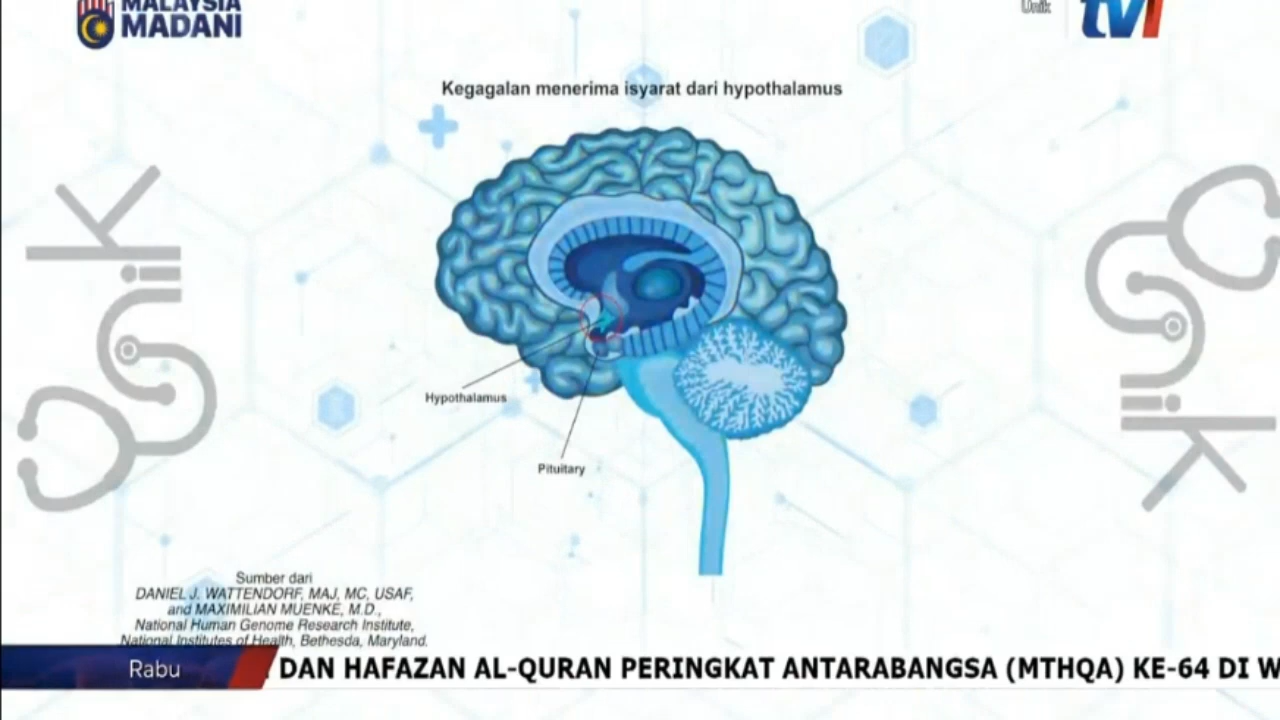 MALAYSIA
MADANI
Unik
tv1
Kegagalan menerima isyarat dari hypothalamus
Hypothalamus
Pituitary
Unik
Unik
Sumber dari
DANIEL J. WATTENDORF, MAJ, MC, USAF,
and MAXIMILIAN MUENKE, M.D.,
National Human Genome Research Institute,
National Institutes of Health, Bethesda, Maryland.
Rabu
DAN HAFAZAN AL-QURAN PERINGKAT ANTARABANGSA (MTHQA) KE-64 DI